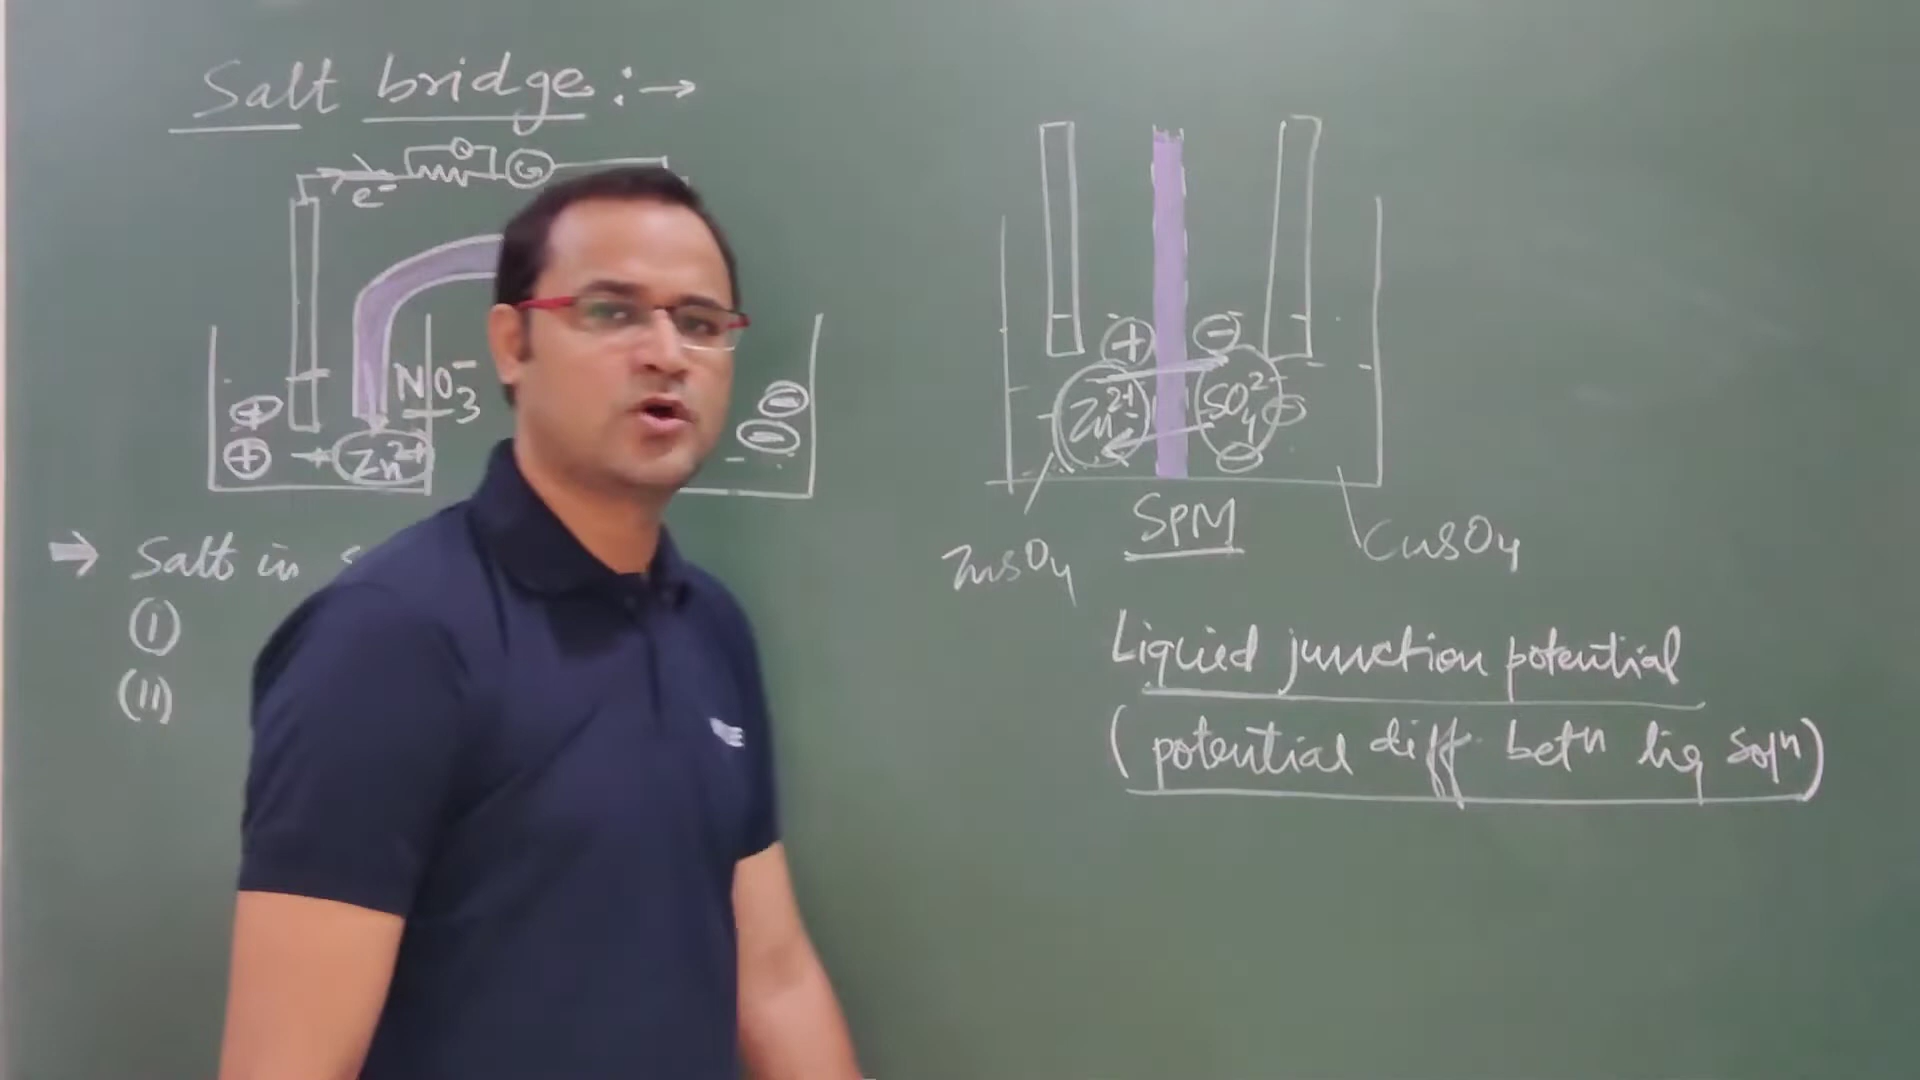 Salt bridge :→
e⁻ G
NO₃⁻
⊕
⊕ → Zn²⁺
⊖
⊖
⇒ Salt in
(I)
(II)
⊕ ⊖
Zn²⁺ SO₄²⁻
SPM
ZnSO₄ CuSO₄
Liquid junction potential
(potential diff. betⁿ liq solⁿ)